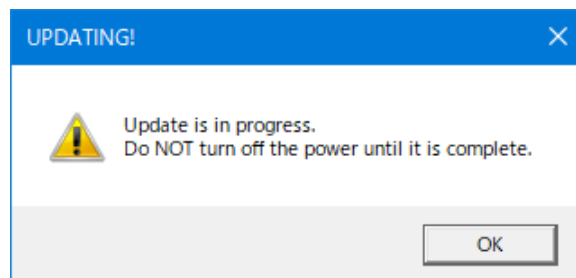 UPDATING!
Update is in progress.
Do NOT turn off the power until it is complete.
OK